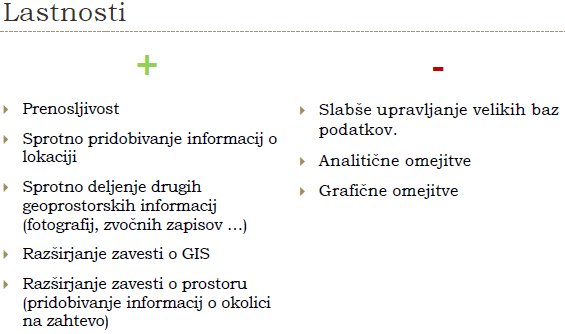 Lastnosti
+
Prenosljivost
Sprotno pridobivanje informacij o
lokaciji
Sprotno deljenje drugih
geoprostorskih informacij
(fotografij, zvočnih zapisov ...)
Razširjanje zavesti o GIS
Razširjanje zavesti o prostoru
(pridobivanje informacij o okolici
na zahtevo)
-
Slabše upravljanje velikih baz
podatkov.
Analitične omejitve
Grafične omejitve